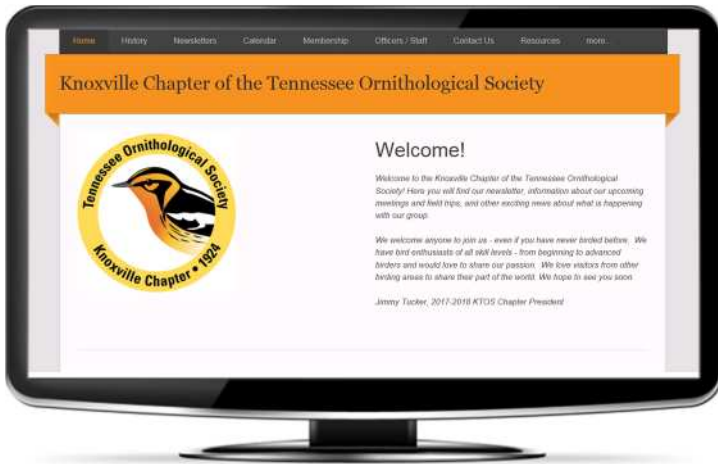 Home History Newsletters Calendar Membership Officers / Staff Contact Us Resources more...
Knoxville Chapter of the Tennessee Ornithological Society
Tennessee Ornithological Society
Knoxville Chapter • 1924
Welcome!
Welcome to the Knoxville Chapter of the Tennessee Ornithological
Society! Here you will find our newsletter, information about our upcoming
meetings and field trips, and other exciting news about what is happening
with our group.
We welcome anyone to join us - even if you have never birded before. We
have bird enthusiasts of all skill levels - from beginning to advanced
birders and would love to share our passion. We love visitors from other
birding areas to share their part of the world. We hope to see you soon.
Jimmy Tucker, 2017-2018 KTOS Chapter President